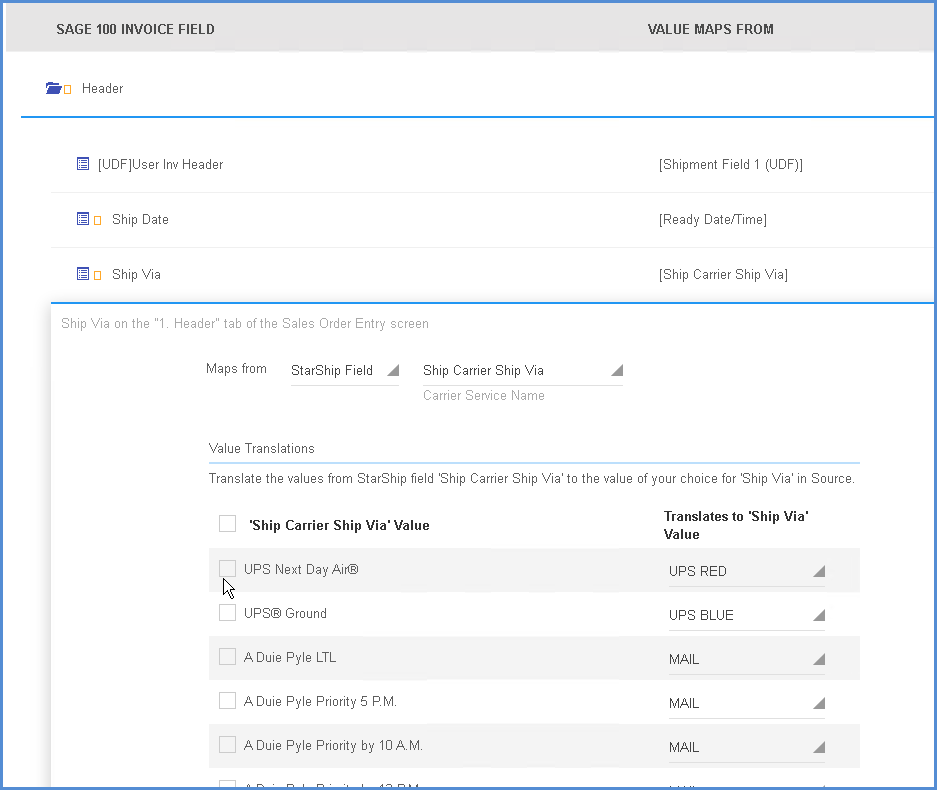 SAGE 100 INVOICE FIELD VALUE MAPS FROM
Header
[UDF]User Inv Header [Shipment Field 1 (UDF)]
Ship Date [Ready Date/Time]
Ship Via [Ship Carrier Ship Via]
Ship Via on the "1. Header" tab of the Sales Order Entry screen
Maps from StarShip Field Ship Carrier Ship Via
Carrier Service Name
Value Translations
Translate the values from StarShip field 'Ship Carrier Ship Via' to the value of your choice for 'Ship Via' in Source.
'Ship Carrier Ship Via' Value
Translates to 'Ship Via'
Value
UPS Next Day Air® UPS RED
UPS® Ground UPS BLUE
A Duie Pyle LTL MAIL
A Duie Pyle Priority 5 P.M. MAIL
A Duie Pyle Priority by 10 A.M. MAIL